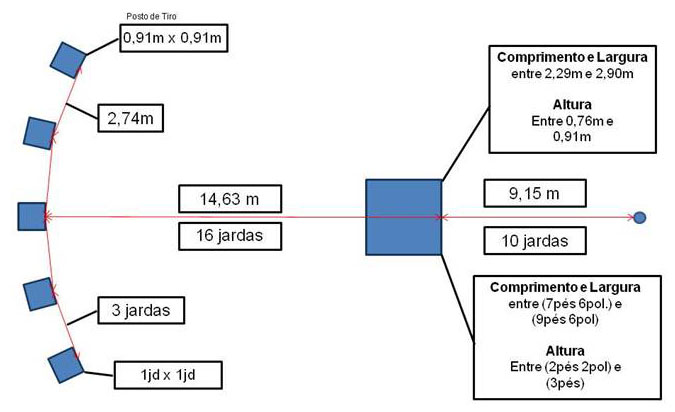 Posto de Tiro
0,91m x 0,91m
2,74m
14,63 m
16 jardas
Comprimento e Largura
entre 2,29m e 2,90m
Altura
Entre 0,76m e
0,91m
9,15 m
10 jardas
3 jardas
1jd x 1jd
Comprimento e Largura
entre (7pés 6pol.) e
(9pés 6pol)
Altura
Entre (2pés 2pol) e
(3pés)